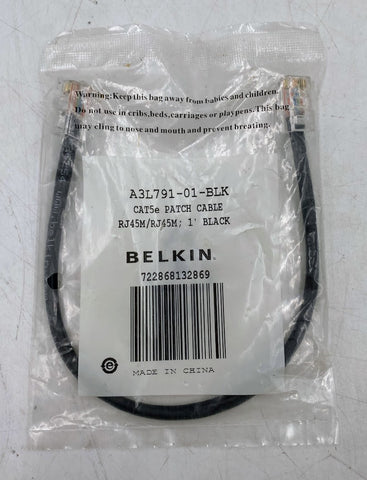 Warning:Keep this bag away from babies and children.
Do not use in cribs,beds,carriages or playpens.This bag
may cling to nose and mouth and prevent breating.
A3L791-01-BLK
CAT5e PATCH CABLE
RJ45M/RJ45M; 1' BLACK
BELKIN
722868132869
e
MADE IN CHINA